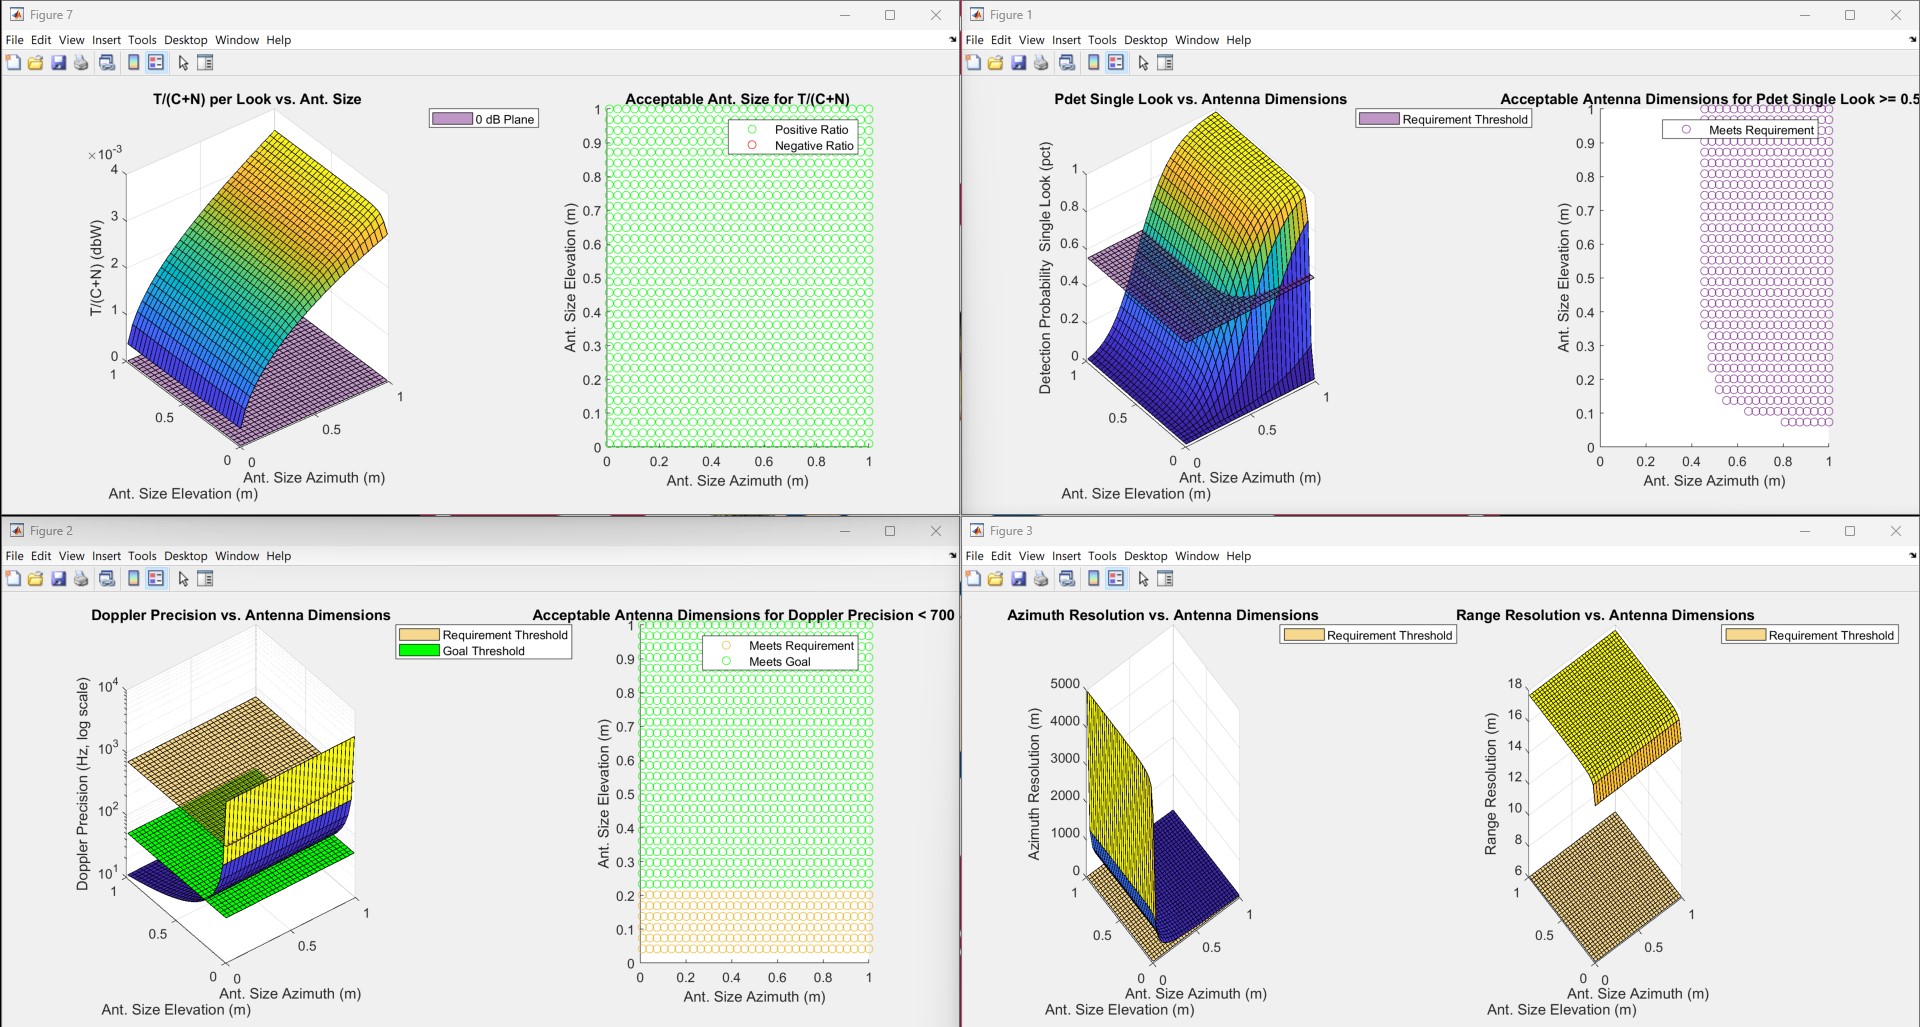 Figure 7
File Edit View Insert Tools Desktop Window Help
T/(C+N) per Look vs. Ant. Size
0 dB Plane
×10-3
4
3
2
1
0
T/(C+N) (dbW)
1
0.5
0
0
0.5
1
Ant. Size Azimuth (m)
Ant. Size Elevation (m)
Acceptable Ant. Size for T/(C+N)
Positive Ratio
Negative Ratio
1
0.9
0.8
0.7
0.6
0.5
0.4
0.3
0.2
0.1
0
Ant. Size Elevation (m)
0 0.2 0.4 0.6 0.8 1
Ant. Size Azimuth (m)
Figure 1
File Edit View Insert Tools Desktop Window Help
Pdet Single Look vs. Antenna Dimensions
Requirement Threshold
1
0.8
0.6
0.4
0.2
0
Detection Probability Single Look (pct)
1
0.5
0
0
0.5
1
Ant. Size Azimuth (m)
Ant. Size Elevation (m)
Acceptable Antenna Dimensions for Pdet Single Look >= 0.5
Meets Requirement
1
0.9
0.8
0.7
0.6
0.5
0.4
0.3
0.2
0.1
0
Ant. Size Elevation (m)
0 0.2 0.4 0.6 0.8 1
Ant. Size Azimuth (m)
Figure 2
File Edit View Insert Tools Desktop Window Help
Doppler Precision vs. Antenna Dimensions
Requirement Threshold
Goal Threshold
104
103
102
101
Doppler Precision (Hz, log scale)
1
0.5
0
0
0.5
1
Ant. Size Azimuth (m)
Ant. Size Elevation (m)
Acceptable Antenna Dimensions for Doppler Precision < 700
Meets Requirement
Meets Goal
1
0.9
0.8
0.7
0.6
0.5
0.4
0.3
0.2
0.1
0
Ant. Size Elevation (m)
0 0.2 0.4 0.6 0.8 1
Ant. Size Azimuth (m)
Figure 3
File Edit View Insert Tools Desktop Window Help
Azimuth Resolution vs. Antenna Dimensions
Requirement Threshold
5000
4000
3000
2000
1000
0
Azimuth Resolution (m)
1
0.5
0
0
0.5
1
Ant. Size Azimuth (m)
Ant. Size Elevation (m)
Range Resolution vs. Antenna Dimensions
Requirement Threshold
18
16
14
12
10
8
6
Range Resolution (m)
1
0.5
0
0
0.5
1
Ant. Size Azimuth (m)
Ant. Size Elevation (m)